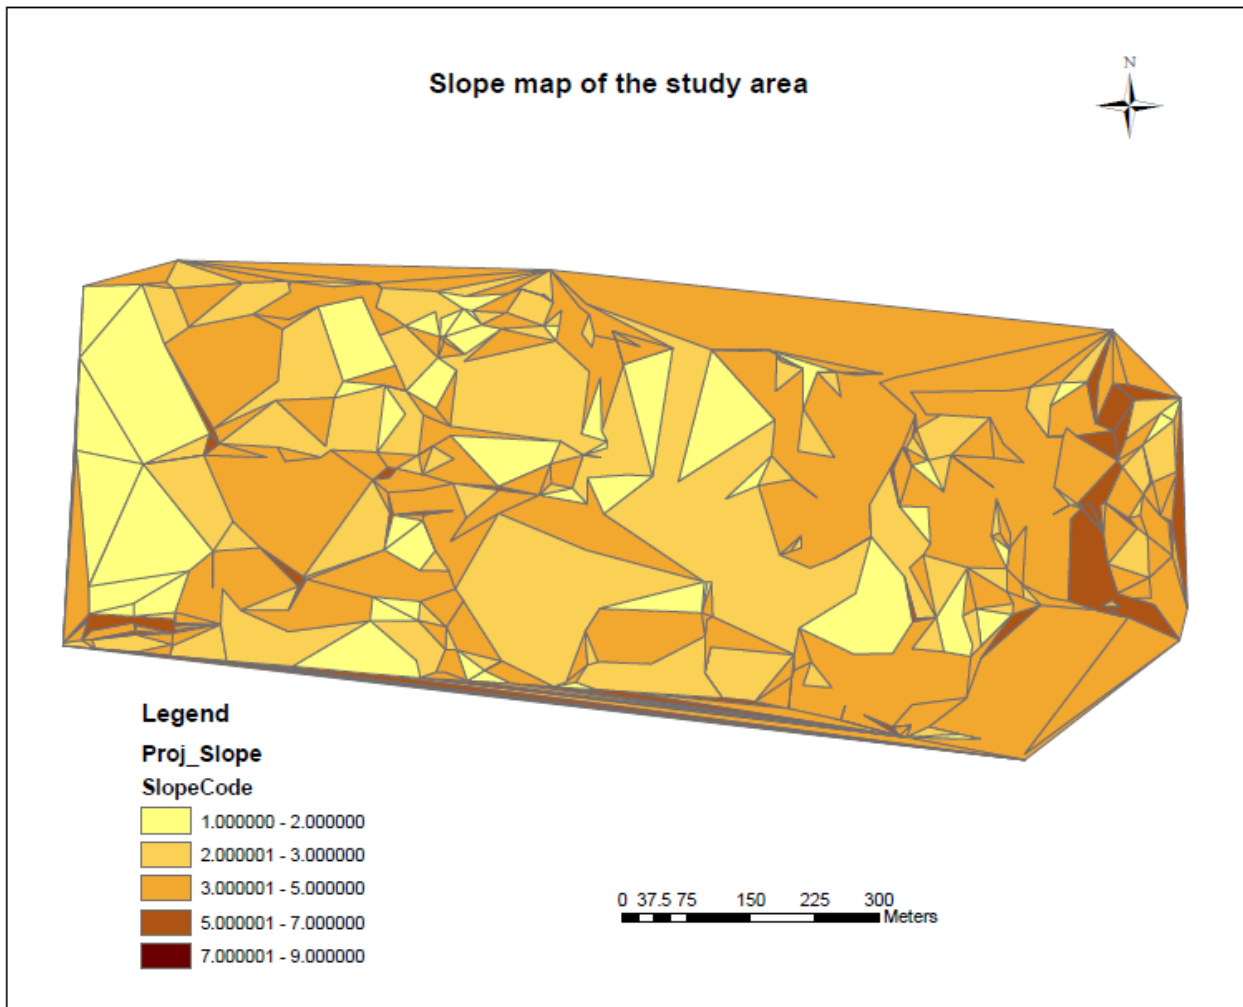 Slope map of the study area
N
Legend
Proj_Slope
SlopeCode
1.000000 - 2.000000
2.000001 - 3.000000
3.000001 - 5.000000
5.000001 - 7.000000
7.000001 - 9.000000
0 37.5 75 150 225 300
Meters